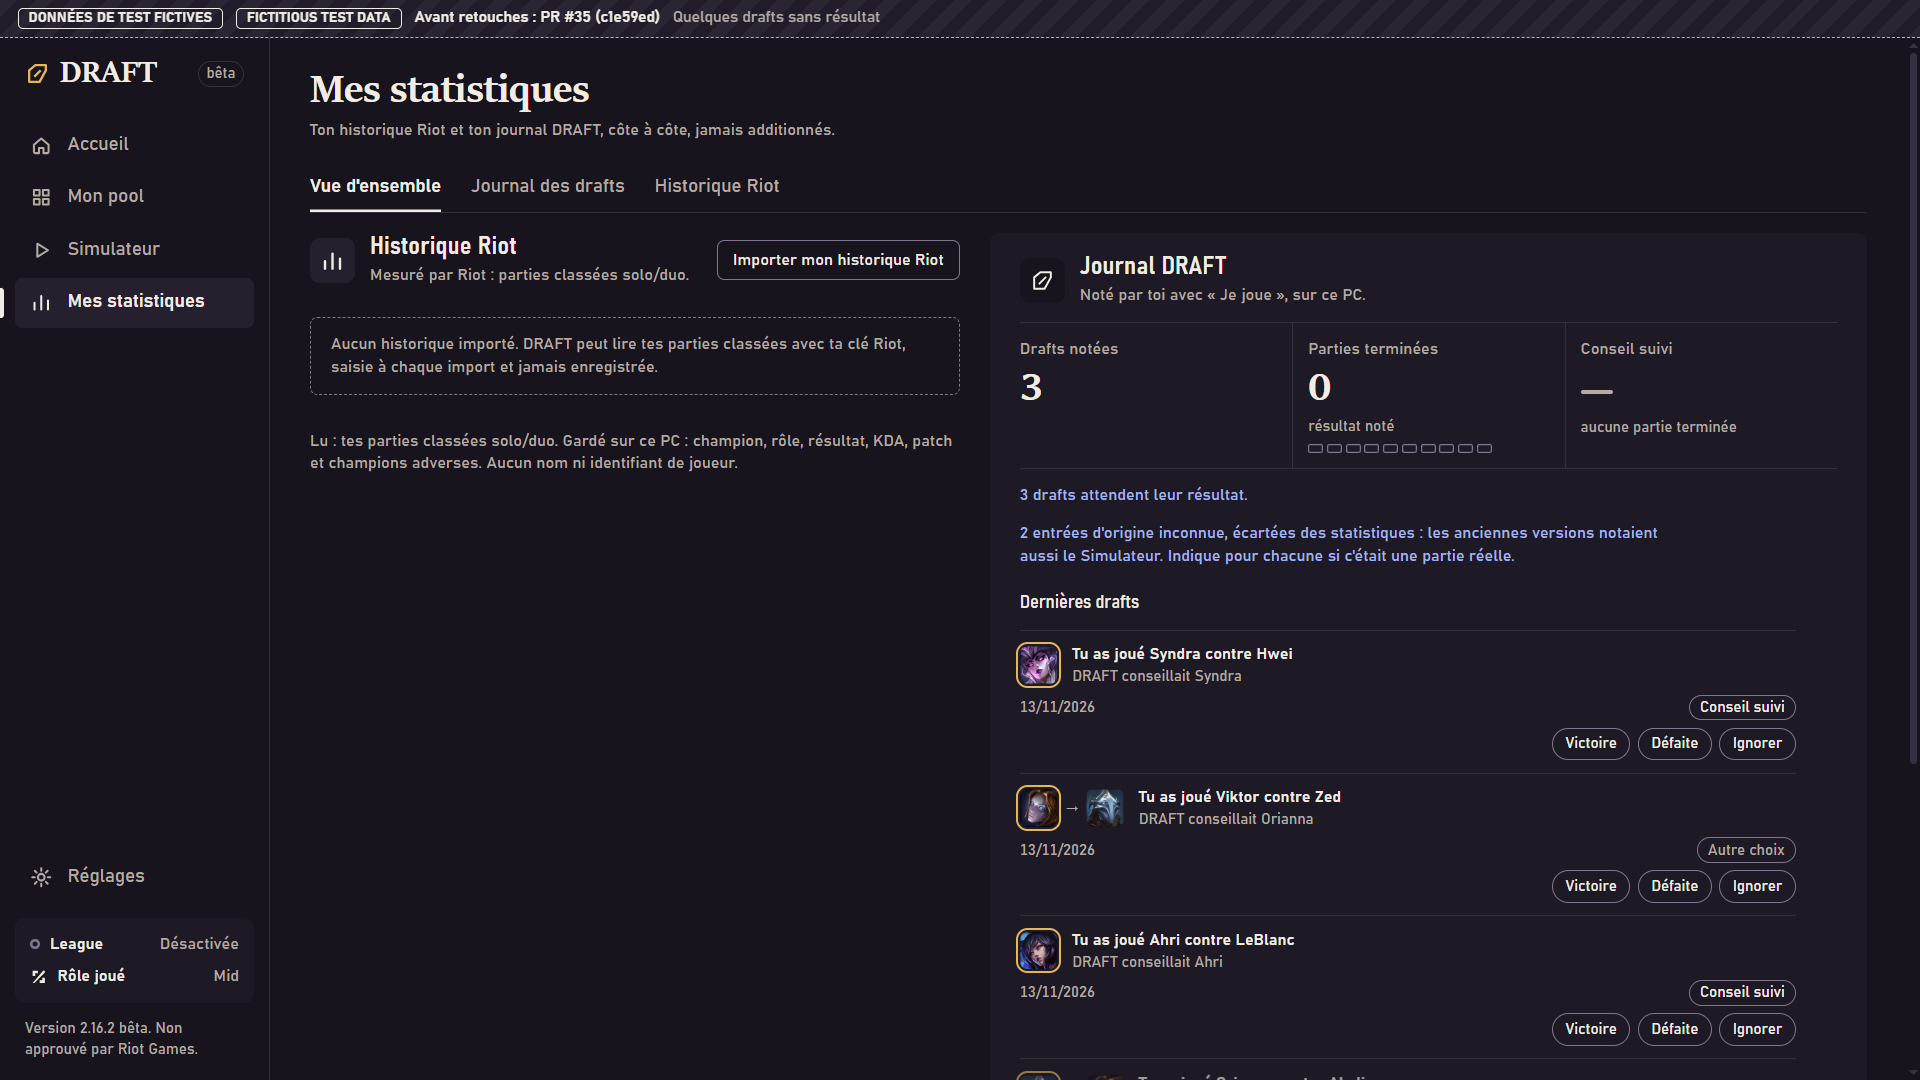 DONNÉES DE TEST FICTIVES FICTITIOUS TEST DATA Avant retouches : PR #35 (c1e59ed) Quelques drafts sans résultat
DRAFT bêta
Accueil
Mon pool
Simulateur
Mes statistiques
Réglages
League Désactivée
Rôle joué Mid
Version 2.16.2 bêta. Non
approuvé par Riot Games.
Mes statistiques
Ton historique Riot et ton journal DRAFT, côte à côte, jamais additionnés.
Vue d'ensemble Journal des drafts Historique Riot
Historique Riot
Mesuré par Riot : parties classées solo/duo.
Importer mon historique Riot
Aucun historique importé. DRAFT peut lire tes parties classées avec ta clé Riot,
saisie à chaque import et jamais enregistrée.
Lu : tes parties classées solo/duo. Gardé sur ce PC : champion, rôle, résultat, KDA, patch
et champions adverses. Aucun nom ni identifiant de joueur.
Journal DRAFT
Noté par toi avec « Je joue », sur ce PC.
Drafts notées
3
Parties terminées
0
résultat noté
Conseil suivi
—
aucune partie terminée
3 drafts attendent leur résultat.
2 entrées d'origine inconnue, écartées des statistiques : les anciennes versions notaient
aussi le Simulateur. Indique pour chacune si c'était une partie réelle.
Dernières drafts
Tu as joué Syndra contre Hwei
DRAFT conseillait Syndra
13/11/2026
Conseil suivi
Victoire Défaite Ignorer
→
Tu as joué Viktor contre Zed
DRAFT conseillait Orianna
13/11/2026
Autre choix
Victoire Défaite Ignorer
Tu as joué Ahri contre LeBlanc
DRAFT conseillait Ahri
13/11/2026
Conseil suivi
Victoire Défaite Ignorer